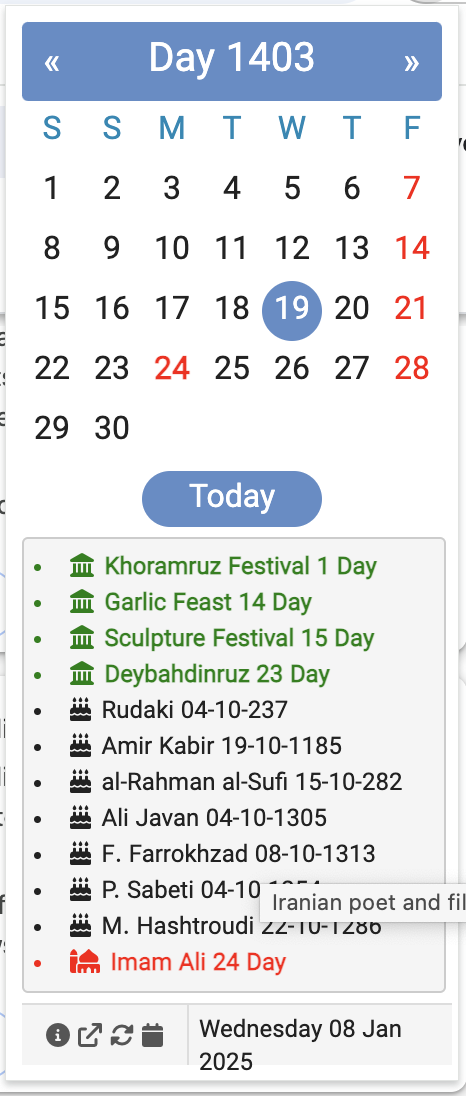 « Day 1403 »
S S M T W T F
1 2 3 4 5 6 7
8 9 10 11 12 13 14
15 16 17 18 19 20 21
22 23 24 25 26 27 28
29 30
Today
Khoramruz Festival 1 Day
Garlic Feast 14 Day
Sculpture Festival 15 Day
Deybahdinruz 23 Day
Rudaki 04-10-237
Amir Kabir 19-10-1185
al-Rahman al-Sufi 15-10-282
Ali Javan 04-10-1305
F. Farrokhzad 08-10-1313
P. Sabeti 04-10
Iranian poet and fil
M. Hashtroudi 22-10-1286
Imam Ali 24 Day
Wednesday 08 Jan
2025